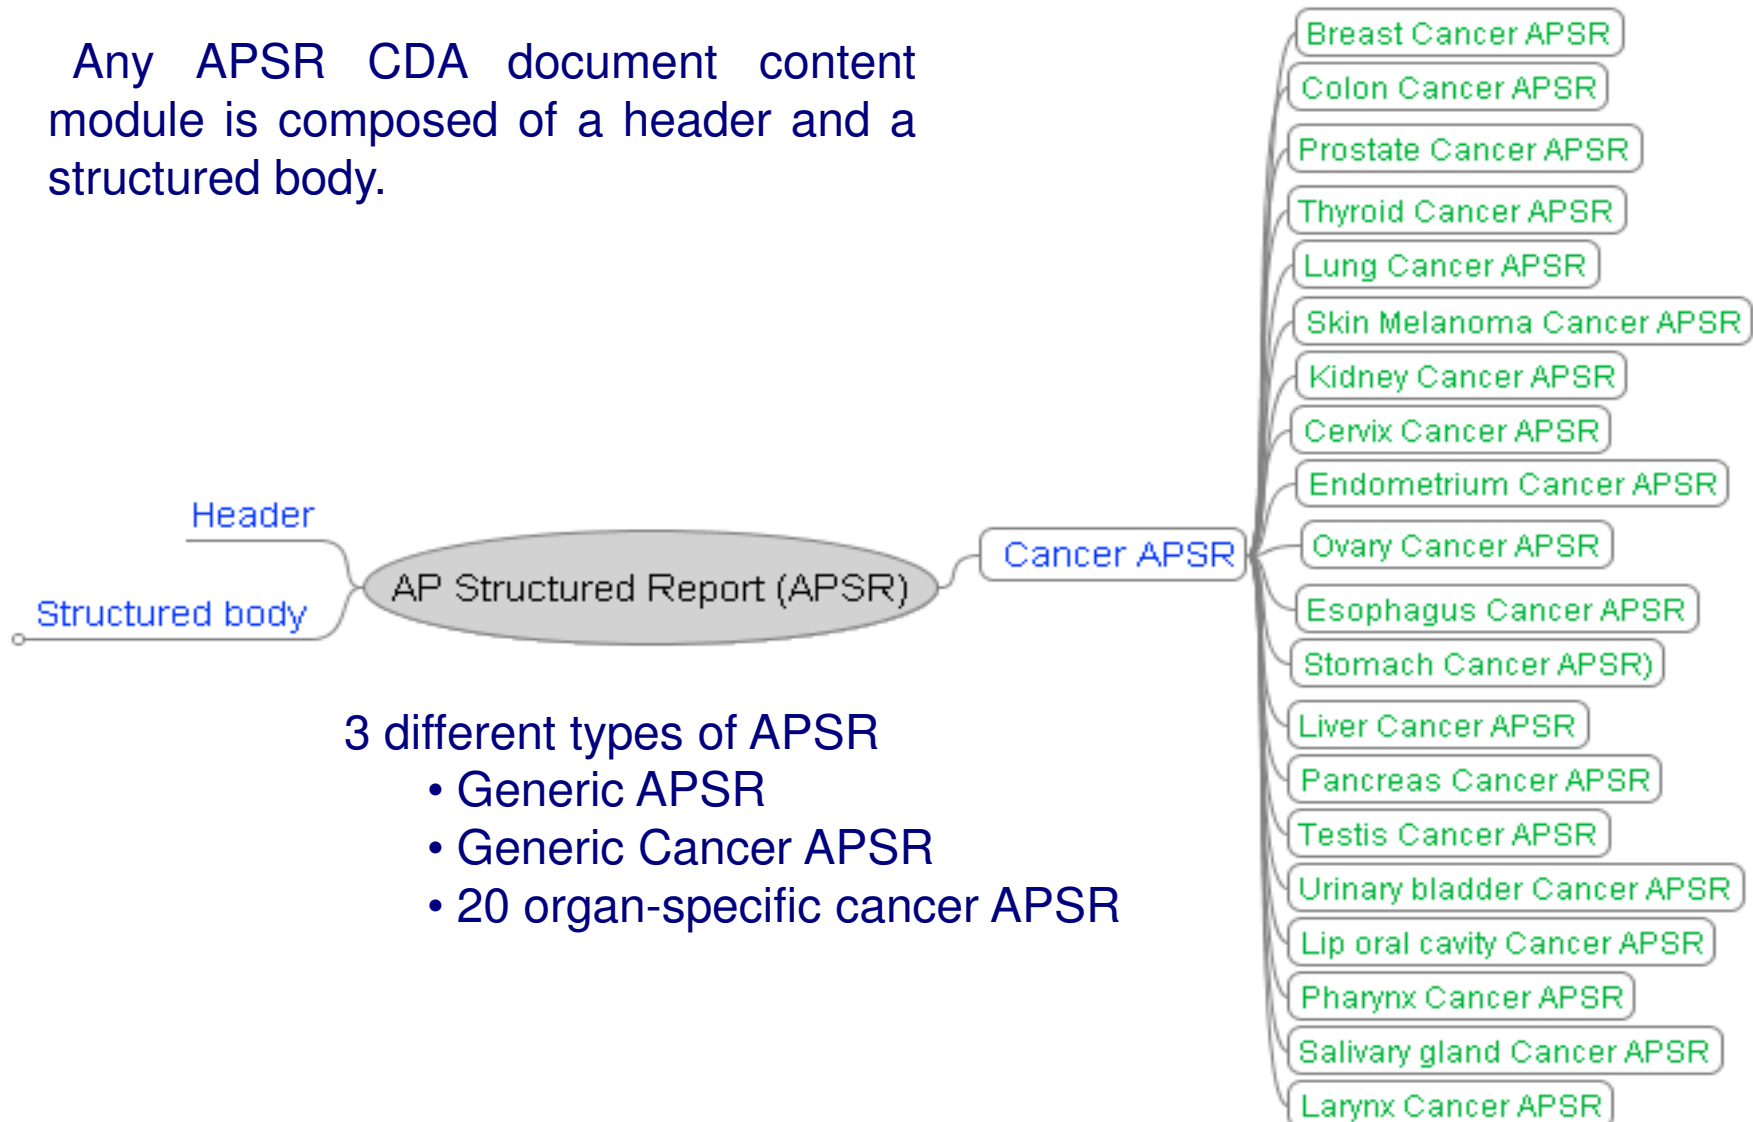 Any APSR CDA document content
module is composed of a header and a
structured body.
Header
Structured body
AP Structured Report (APSR)
Cancer APSR
Breast Cancer APSR
Colon Cancer APSR
Prostate Cancer APSR
Thyroid Cancer APSR
Lung Cancer APSR
Skin Melanoma Cancer APSR
Kidney Cancer APSR
Cervix Cancer APSR
Endometrium Cancer APSR
Ovary Cancer APSR
Esophagus Cancer APSR
Stomach Cancer APSR)
Liver Cancer APSR
Pancreas Cancer APSR
Testis Cancer APSR
Urinary bladder Cancer APSR
Lip oral cavity Cancer APSR
Pharynx Cancer APSR
Salivary gland Cancer APSR
Larynx Cancer APSR
3 different types of APSR
• Generic APSR
• Generic Cancer APSR
• 20 organ-specific cancer APSR